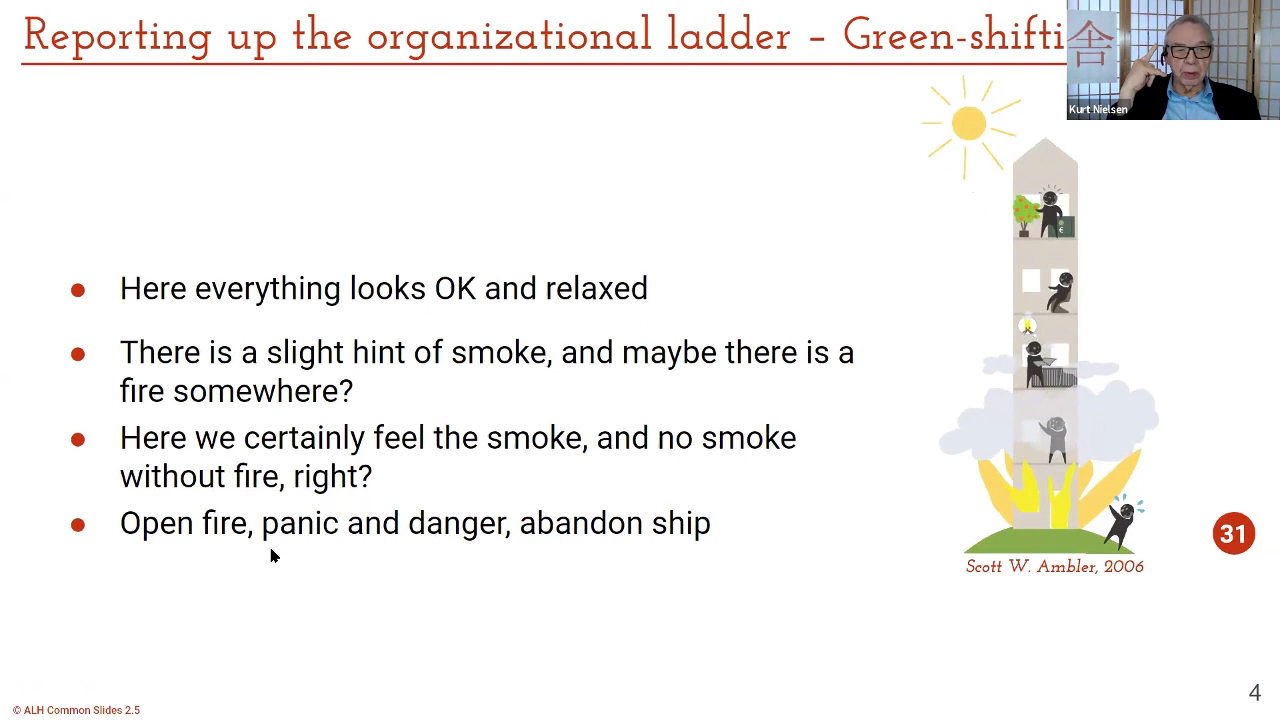 Reporting up the organizational ladder – Green-shifti
舎
Kurt Nielsen
€
● Here everything looks OK and relaxed
● There is a slight hint of smoke, and maybe there is a
fire somewhere?
● Here we certainly feel the smoke, and no smoke
without fire, right?
● Open fire, panic and danger, abandon ship
31
Scott W. Ambler, 2006
4
© ALH Common Slides 2.5